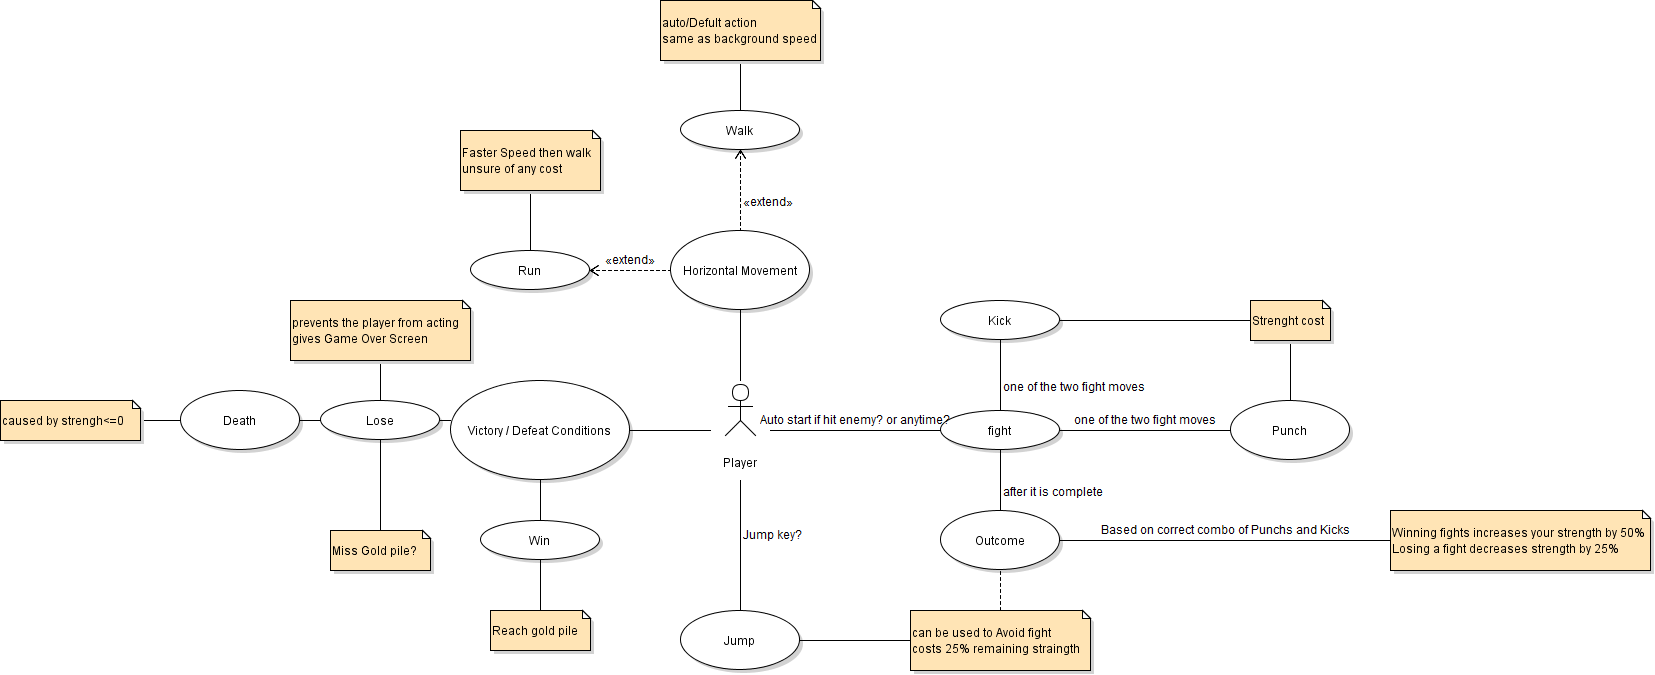 auto/Defult action
same as background speed
Walk
Faster Speed then walk
unsure of any cost
«extend»
Run
«extend»
Horizontal Movement
prevents the player from acting
gives Game Over Screen
Kick
Strenght cost
one of the two fight moves
caused by strengh<=0
Death
Lose
Victory / Defeat Conditions
Auto start if hit enemy? or anytime?
fight
one of the two fight moves
Punch
Player
after it is complete
Miss Gold pile?
Win
Jump key?
Outcome
Based on correct combo of Punchs and Kicks
Winning fights increases your strength by 50%
Losing a fight decreases strength by 25%
Reach gold pile
Jump
can be used to Avoid fight
costs 25% remaining straingth